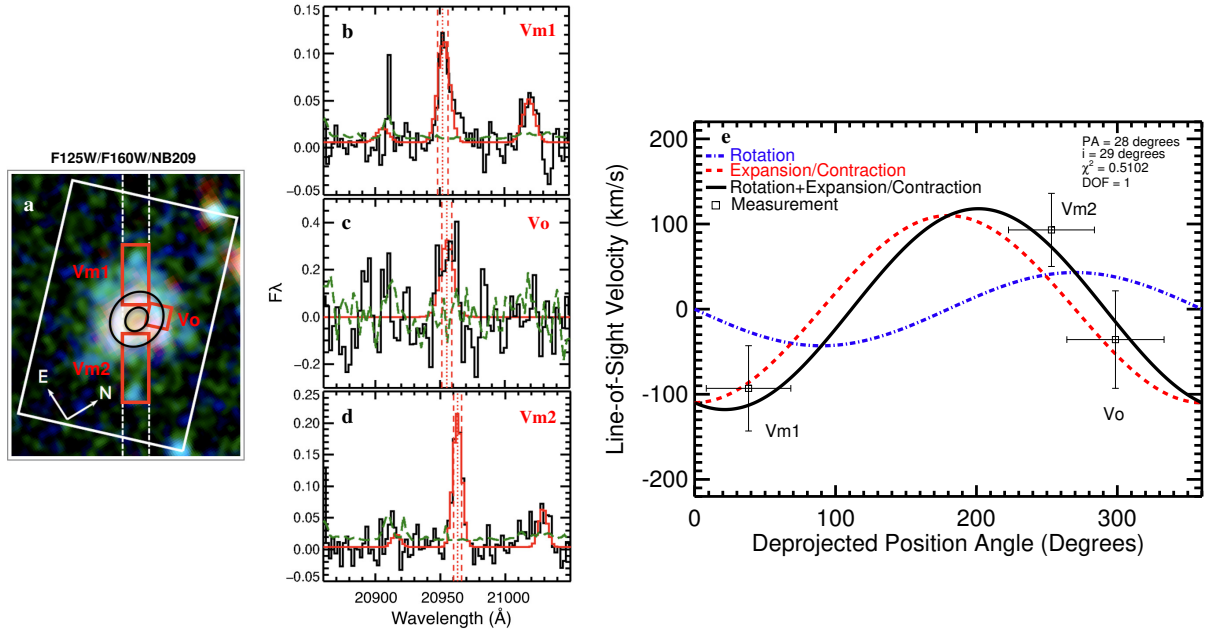 F125W/F160W/NB209
a
Vm1
Vo
Vm2
E
N
b
Vm1
0.15
0.10
0.05
0.00
−0.05
c
Vo
0.4
0.2
0.0
−0.2
Fλ
d
Vm2
0.25
0.20
0.15
0.10
0.05
0.00
−0.05
20900 20950 21000
Wavelength (Å)
e
PA = 28 degrees
i = 29 degrees
χ² = 0.5102
DOF = 1
Rotation
Expansion/Contraction
Rotation+Expansion/Contraction
Measurement
Vm2
Vm1
Vo
200
100
0
-100
-200
Line-of-Sight Velocity (km/s)
0 100 200 300
Deprojected Position Angle (Degrees)